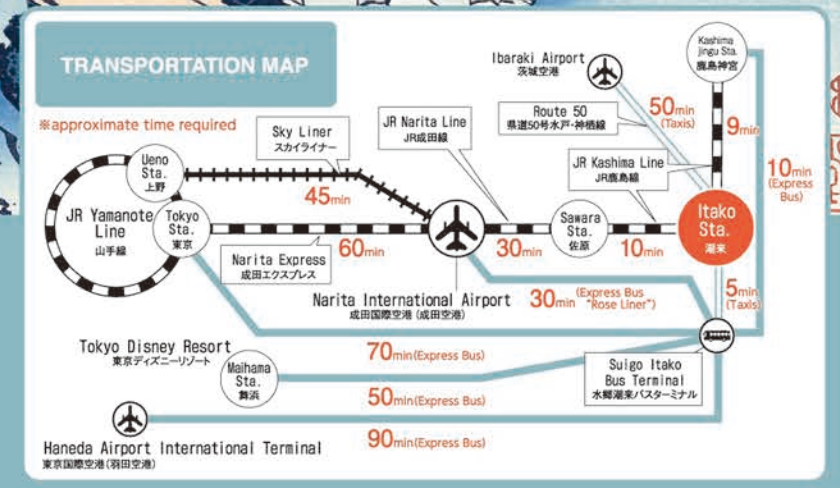 TRANSPORTATION MAP
※approximate time required
Ibaraki Airport
茨城空港
Kashima
Jingu Sta.
鹿島神宮
Route 50
県道50号水戸・神栖線
50min
(Taxis)
9min
10min
(Express
Bus)
Sky Liner
スカイライナー
JR Narita Line
JR成田線
JR Kashima Line
JR鹿島線
Ueno
Sta.
上野
45min
JR Yamanote
Line
山手線
Tokyo
Sta.
東京
60min
Narita Express
成田エクスプレス
30min
Sawara
Sta.
佐原
10min
Itako
Sta.
潮来
Narita International Airport
成田国際空港(成田空港)
30min
(Express Bus
"Rose Liner")
5min
(Taxis)
70min(Express Bus)
Tokyo Disney Resort
東京ディズニーリゾート
Maihama
Sta.
舞浜
50min(Express Bus)
Suigo Itako
Bus Terminal
水郷潮来バスターミナル
90min(Express Bus)
Haneda Airport International Terminal
東京国際空港(羽田空港)